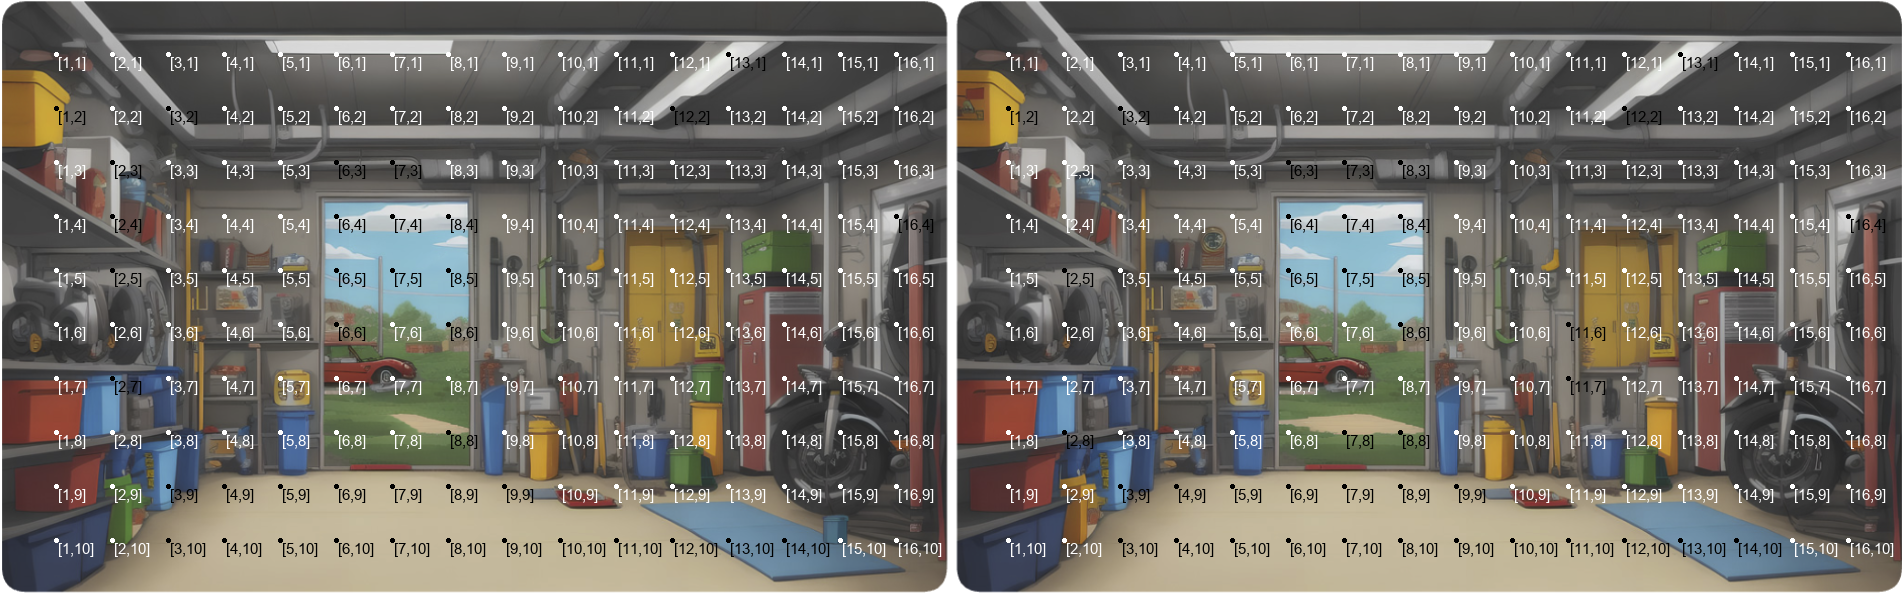 [1,1] [2,1] [3,1] [4,1] [5,1] [6,1] [7,1] [8,1] [9,1] [10,1] [11,1] [12,1] [13,1] [14,1] [15,1] [16,1]
[1,2] [2,2] [3,2] [4,2] [5,2] [6,2] [7,2] [8,2] [9,2] [10,2] [11,2] [12,2] [13,2] [14,2] [15,2] [16,2]
[1,3] [2,3] [3,3] [4,3] [5,3] [6,3] [7,3] [8,3] [9,3] [10,3] [11,3] [12,3] [13,3] [14,3] [15,3] [16,3]
[1,4] [2,4] [3,4] [4,4] [5,4] [6,4] [7,4] [8,4] [9,4] [10,4] [11,4] [12,4] [13,4] [14,4] [15,4] [16,4]
[1,5] [2,5] [3,5] [4,5] [5,5] [6,5] [7,5] [8,5] [9,5] [10,5] [11,5] [12,5] [13,5] [14,5] [15,5] [16,5]
[1,6] [2,6] [3,6] [4,6] [5,6] [6,6] [7,6] [8,6] [9,6] [10,6] [11,6] [12,6] [13,6] [14,6] [15,6] [16,6]
[1,7] [2,7] [3,7] [4,7] [5,7] [6,7] [7,7] [8,7] [9,7] [10,7] [11,7] [12,7] [13,7] [14,7] [15,7] [16,7]
[1,8] [2,8] [3,8] [4,8] [5,8] [6,8] [7,8] [8,8] [9,8] [10,8] [11,8] [12,8] [13,8] [14,8] [15,8] [16,8]
[1,9] [2,9] [3,9] [4,9] [5,9] [6,9] [7,9] [8,9] [9,9] [10,9] [11,9] [12,9] [13,9] [14,9] [15,9] [16,9]
[1,10] [2,10] [3,10] [4,10] [5,10] [6,10] [7,10] [8,10] [9,10] [10,10] [11,10] [12,10] [13,10] [14,10] [15,10] [16,10]
[1,1] [2,1] [3,1] [4,1] [5,1] [6,1] [7,1] [8,1] [9,1] [10,1] [11,1] [12,1] [13,1] [14,1] [15,1] [16,1]
[1,2] [2,2] [3,2] [4,2] [5,2] [6,2] [7,2] [8,2] [9,2] [10,2] [11,2] [12,2] [13,2] [14,2] [15,2] [16,2]
[1,3] [2,3] [3,3] [4,3] [5,3] [6,3] [7,3] [8,3] [9,3] [10,3] [11,3] [12,3] [13,3] [14,3] [15,3] [16,3]
[1,4] [2,4] [3,4] [4,4] [5,4] [6,4] [7,4] [8,4] [9,4] [10,4] [11,4] [12,4] [13,4] [14,4] [15,4] [16,4]
[1,5] [2,5] [3,5] [4,5] [5,5] [6,5] [7,5] [8,5] [9,5] [10,5] [11,5] [12,5] [13,5] [14,5] [15,5] [16,5]
[1,6] [2,6] [3,6] [4,6] [5,6] [6,6] [7,6] [8,6] [9,6] [10,6] [11,6] [12,6] [13,6] [14,6] [15,6] [16,6]
[1,7] [2,7] [3,7] [4,7] [5,7] [6,7] [7,7] [8,7] [9,7] [10,7] [11,7] [12,7] [13,7] [14,7] [15,7] [16,7]
[1,8] [2,8] [3,8] [4,8] [5,8] [6,8] [7,8] [8,8] [9,8] [10,8] [11,8] [12,8] [13,8] [14,8] [15,8] [16,8]
[1,9] [2,9] [3,9] [4,9] [5,9] [6,9] [7,9] [8,9] [9,9] [10,9] [11,9] [12,9] [13,9] [14,9] [15,9] [16,9]
[1,10] [2,10] [3,10] [4,10] [5,10] [6,10] [7,10] [8,10] [9,10] [10,10] [11,10] [12,10] [13,10] [14,10] [15,10] [16,10]